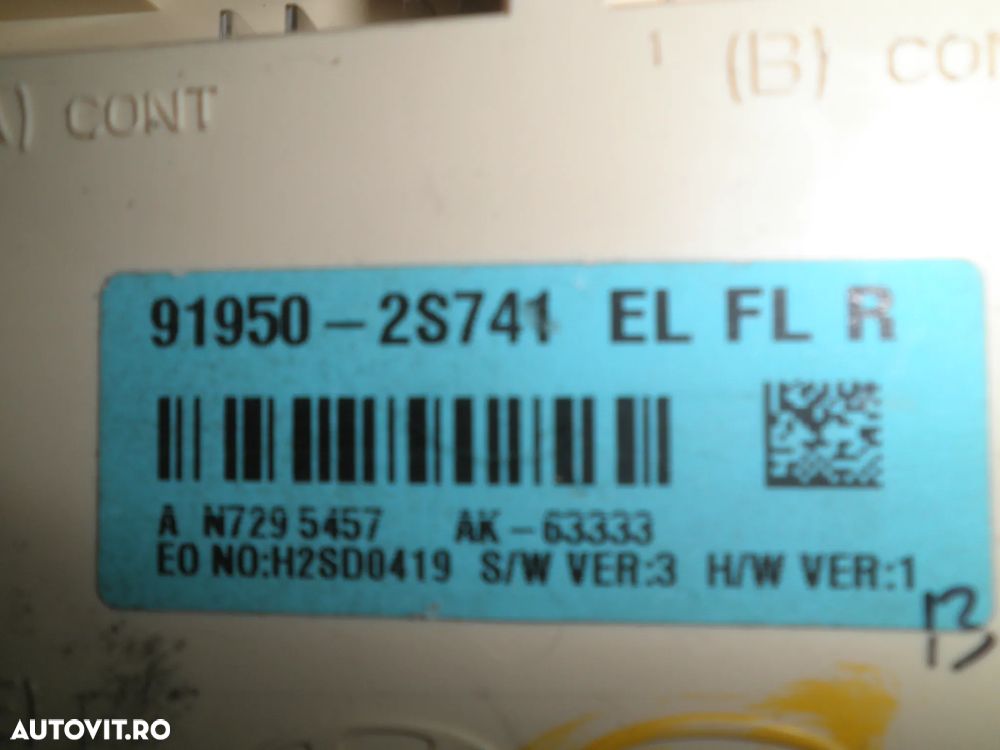 CONT
1 (B)
91950-2S741 EL FL R
A N729 5457 AK-63333
EO NO:H2SD0419 S/W VER:3 H/W VER:1
AUTOVIT.RO